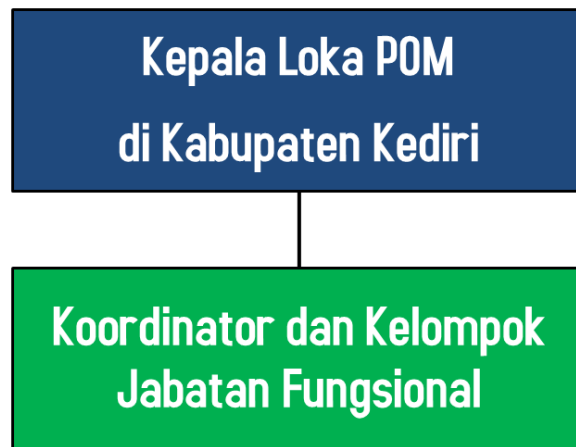 Kepala Loka POM
di Kabupaten Kediri
Koordinator dan Kelompok
Jabatan Fungsional